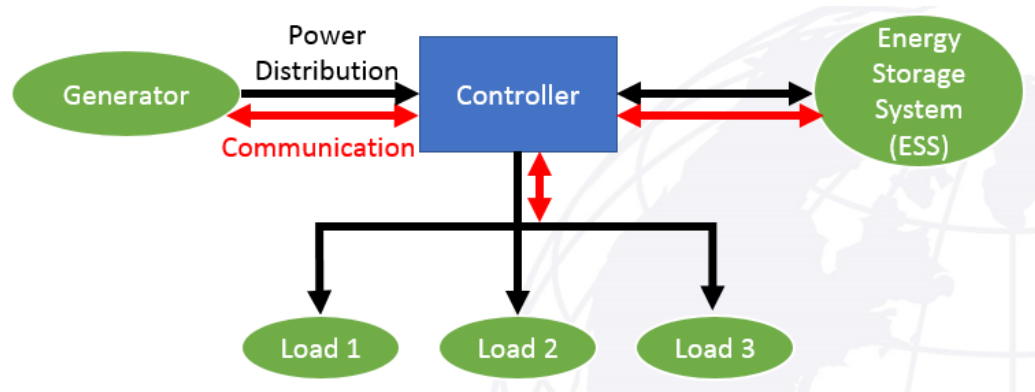 Power
Distribution
Generator
Communication
Controller
Energy
Storage
System
(ESS)
Load 1
Load 2
Load 3